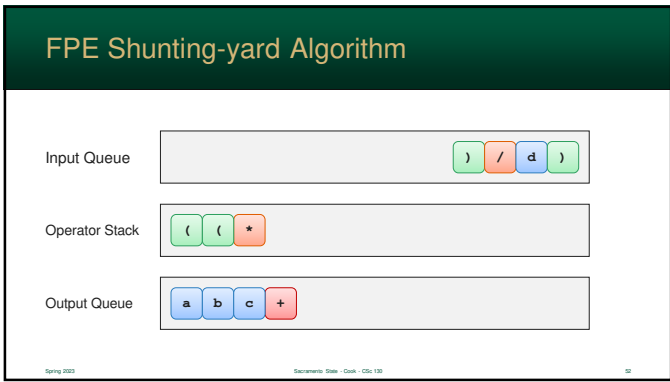 FPE Shunting-yard Algorithm
Input Queue ) / d )
Operator Stack ( ( *
Output Queue a b c +
Spring 2023 Sacramento State - Cook - CSc 130 52